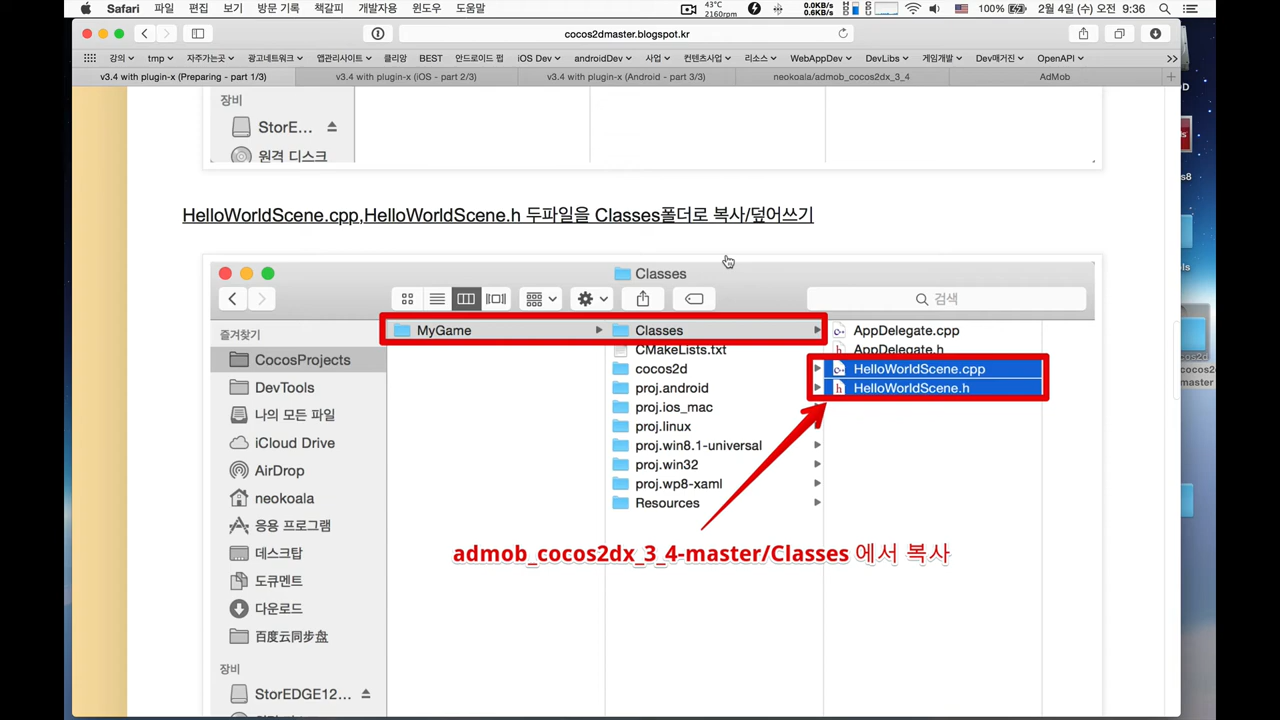 Safari 파일 편집 보기 방문 기록 책갈피 개발자용 윈도우 도움말 43°C 2160rpm 0.0KB/s 0.6KB/s 100% 2월 4일 (수) 오전 9:36
cocos2dmaster.blogspot.kr
강의 tmp 자주가는곳 광고네트워크 앱관리사이트 클리앙 BEST 안드로이드 펍 iOS Dev androidDev 사업 컨텐츠사업 리소스 WebAppDev DevLibs 게임개발 Dev매진 OpenAPI
v3.4 with plugin-x (Preparing - part 1/3) v3.4 with plugin-x (iOS - part 2/3) v3.4 with plugin-x (Android - part 3/3) neokoala/admob_cocos2dx_3_4 AdMob
장비
StorE...
원격 디스크
HelloWorldScene.cpp,HelloWorldScene.h 두파일을 Classes폴더로 복사/덮어쓰기
Classes
검색
즐겨찾기
CocosProjects
DevTools
나의 모든 파일
iCloud Drive
AirDrop
neokoala
응용 프로그램
데스크탑
도큐멘트
다운로드
百度云同步盘
장비
StorEDGE12...
MyGame
Classes
CMakeLists.txt
cocos2d
proj.android
proj.ios_mac
proj.linux
proj.win8.1-universal
proj.win32
proj.wp8-xaml
Resources
AppDelegate.cpp
AppDelegate.h
HelloWorldScene.cpp
HelloWorldScene.h
admob_cocos2dx_3_4-master/Classes 에서 복사